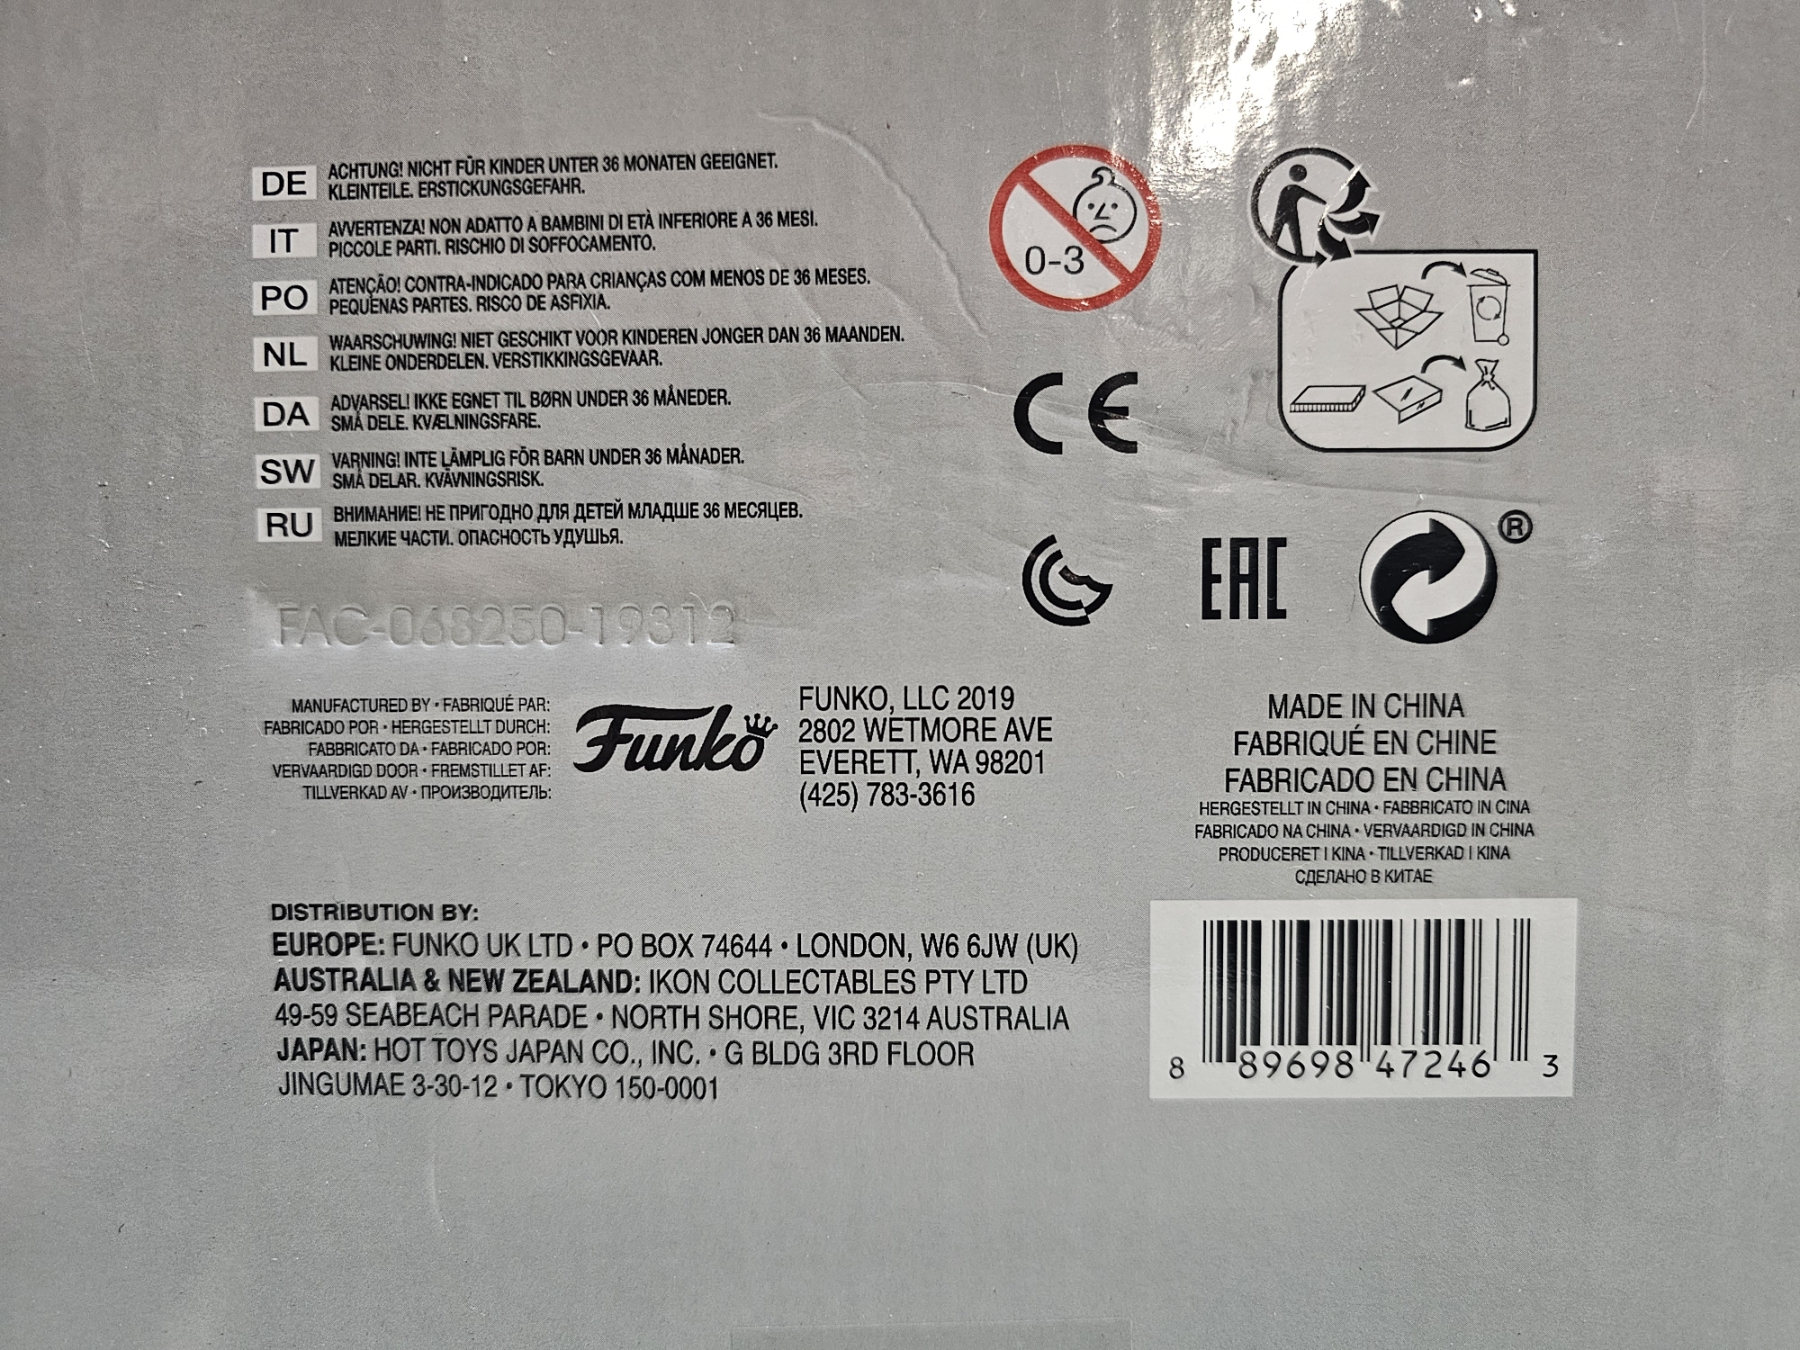 DE ACHTUNG! NICHT FÜR KINDER UNTER 36 MONATEN GEEIGNET.
KLEINTEILE. ERSTICKUNGSGEFAHR.
IT AVVERTENZA! NON ADATTO A BAMBINI DI ETÀ INFERIORE A 36 MESI.
PICCOLE PARTI. RISCHIO DI SOFFOCAMENTO.
PO ATENÇÃO! CONTRA-INDICADO PARA CRIANÇAS COM MENOS DE 36 MESES.
PEQUENAS PARTES. RISCO DE ASFIXIA.
NL WAARSCHUWING! NIET GESCHIKT VOOR KINDEREN JONGER DAN 36 MAANDEN.
KLEINE ONDERDELEN. VERSTIKKINGSGEVAAR.
DA ADVARSEL! IKKE EGNET TIL BØRN UNDER 36 MÅNEDER.
SMÅ DELE. KVÆLNINGSFARE.
SW VARNING! INTE LÄMPLIG FÖR BARN UNDER 36 MÅNADER.
SMÅ DELAR. KVÄVNINGSRISK.
RU ВНИМАНИЕ! НЕ ПРИГОДНО ДЛЯ ДЕТЕЙ МЛАДШЕ 36 МЕСЯЦЕВ.
МЕЛКИЕ ЧАСТИ. ОПАСНОСТЬ УДУШЬЯ.
0-3
CE
EAC
®
FAC-068250-19312
MANUFACTURED BY • FABRIQUÉ PAR:
FABRICADO POR • HERGESTELLT DURCH:
FABBRICATO DA • FABRICADO POR:
VERVAARDIGD DOOR • FREMSTILLET AF:
TILLVERKAD AV • ПРОИЗВОДИТЕЛЬ:
Funko
FUNKO, LLC 2019
2802 WETMORE AVE
EVERETT, WA 98201
(425) 783-3616
MADE IN CHINA
FABRIQUÉ EN CHINE
FABRICADO EN CHINA
HERGESTELLT IN CHINA • FABBRICATO IN CINA
FABRICADO NA CHINA • VERVAARDIGD IN CHINA
PRODUCERET I KINA • TILLVERKAD I KINA
СДЕЛАНО В КИТАЕ
DISTRIBUTION BY:
EUROPE: FUNKO UK LTD • PO BOX 74644 • LONDON, W6 6JW (UK)
AUSTRALIA & NEW ZEALAND: IKON COLLECTABLES PTY LTD
49-59 SEABEACH PARADE • NORTH SHORE, VIC 3214 AUSTRALIA
JAPAN: HOT TOYS JAPAN CO., INC. • G BLDG 3RD FLOOR
JINGUMAE 3-30-12 • TOKYO 150-0001
8 89698 47246 3